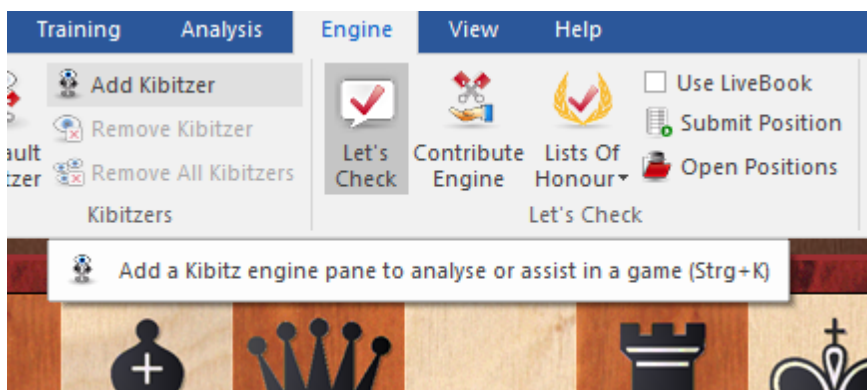 Training Analysis Engine View Help
Add Kibitzer
Remove Kibitzer
Remove All Kibitzers
Kibitzers
Let's
Check
Contribute
Engine
Lists Of
Honour
Use LiveBook
Submit Position
Open Positions
Let's Check
Add a Kibitz engine pane to analyse or assist in a game (Strg+K)